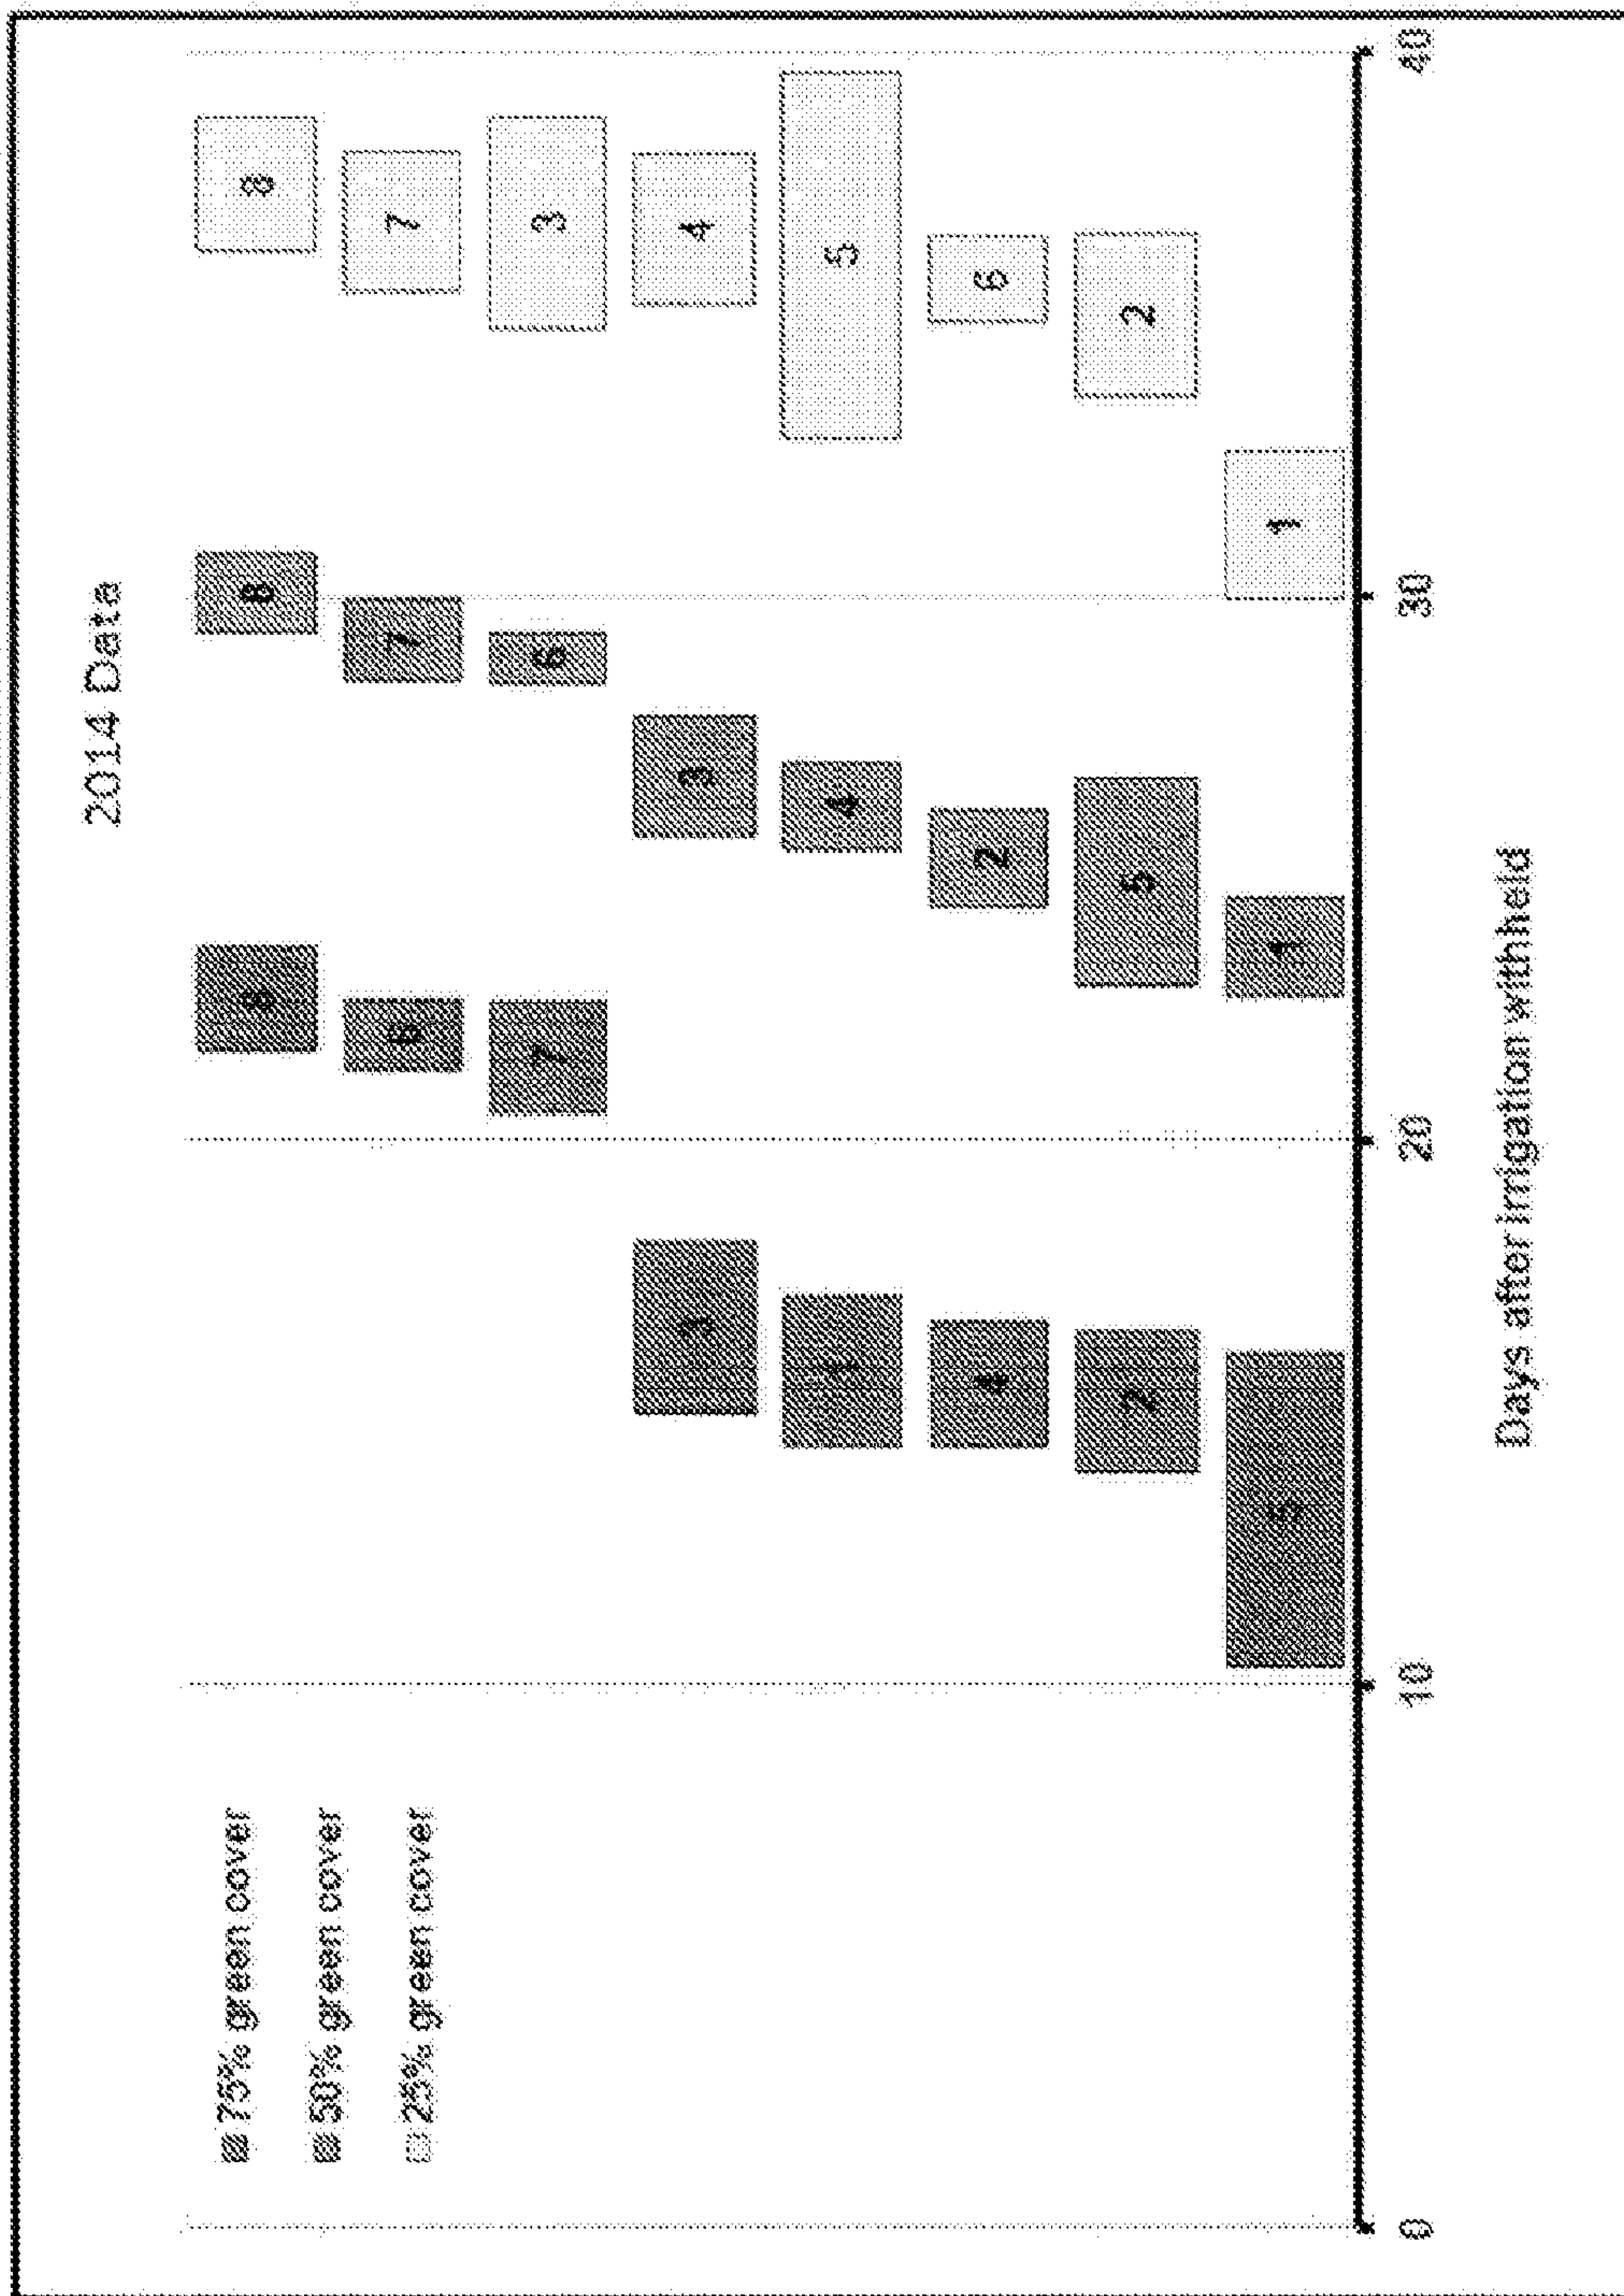 2014 Data
75% green cover
50% green cover
25% green cover
8 8 8
6 7 7
7 6 3
3 3 4
4 5
4 2 6
2 5 2
5 1 1
0 10 20 30 40
Days after irrigation withheld